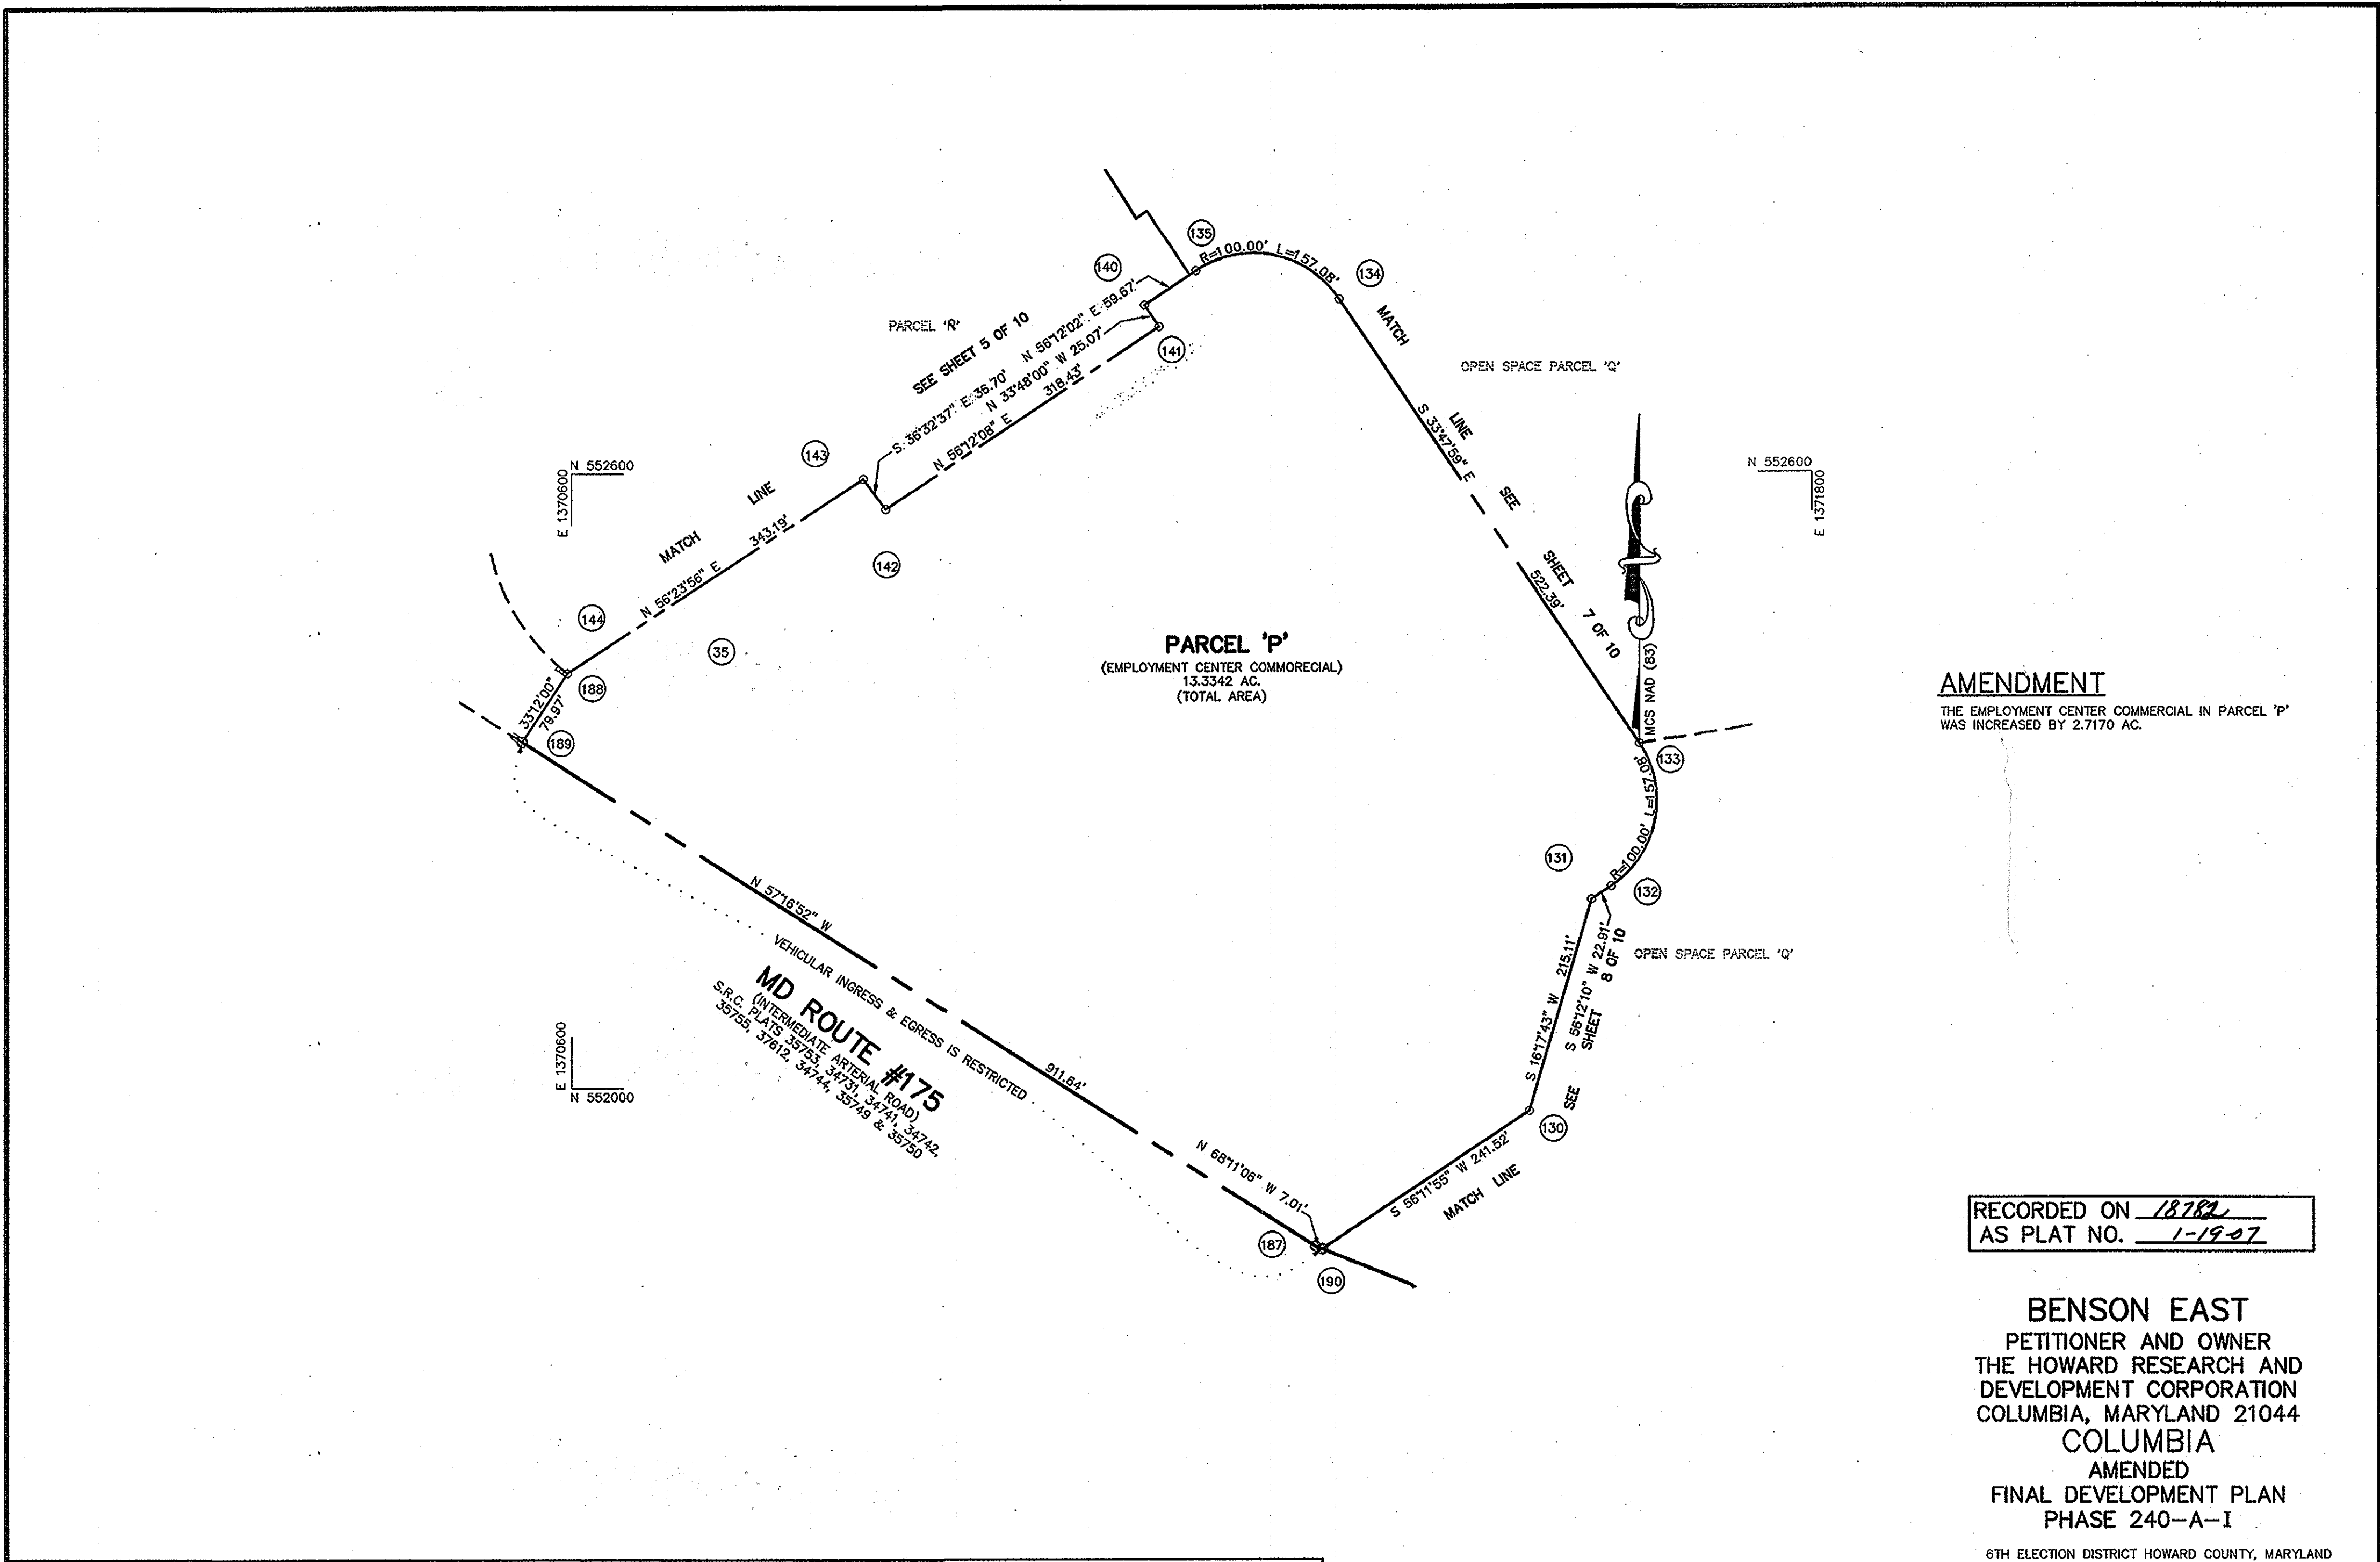 135
R=100.00' L=157.08'
134
140
N 56°12'02" E 59.67'
PARCEL 'R'
SEE SHEET 5 OF 10
S 36°32'37" E 36.70'
N 33°48'00" W 25.07'
141
N 56°12'08" E 318.43'
143
142
MATCH LINE
N 56°23'56" E 343.19'
144
35
188
33°12'00" E
79.97'
189
N 552600
E 1370600
MATCH LINE SEE SHEET 7 OF 10
S 33°47'59" E 522.39'
OPEN SPACE PARCEL 'Q'
N 552600
E 1371800
MCS NAD (83)
PARCEL 'P'
(EMPLOYMENT CENTER COMMORECIAL)
13.3342 AC.
(TOTAL AREA)
AMENDMENT
THE EMPLOYMENT CENTER COMMERCIAL IN PARCEL 'P'
WAS INCREASED BY 2.7170 AC.
133
R=100.00' L=157.08'
131
132
S 56°12'10" W 22.91'
OPEN SPACE PARCEL 'Q'
S 16°17'43" W 215.11'
SEE SHEET 8 OF 10
130
S 56°11'55" W 241.52'
MATCH LINE
N 57°16'52" W 911.64'
VEHICULAR INGRESS & EGRESS IS RESTRICTED
MD ROUTE #175
(INTERMEDIATE ARTERIAL ROAD)
S.R.C. PLATS 35753, 34731, 34741, 34742,
35755, 37612, 34744, 35749 & 35750
E 1370600
N 552000
N 68°11'06" W 7.01'
187
190
RECORDED ON 18782
AS PLAT NO. 1-19-07
BENSON EAST
PETITIONER AND OWNER
THE HOWARD RESEARCH AND
DEVELOPMENT CORPORATION
COLUMBIA, MARYLAND 21044
COLUMBIA
AMENDED
FINAL DEVELOPMENT PLAN
PHASE 240-A-I
6TH ELECTION DISTRICT HOWARD COUNTY, MARYLAND